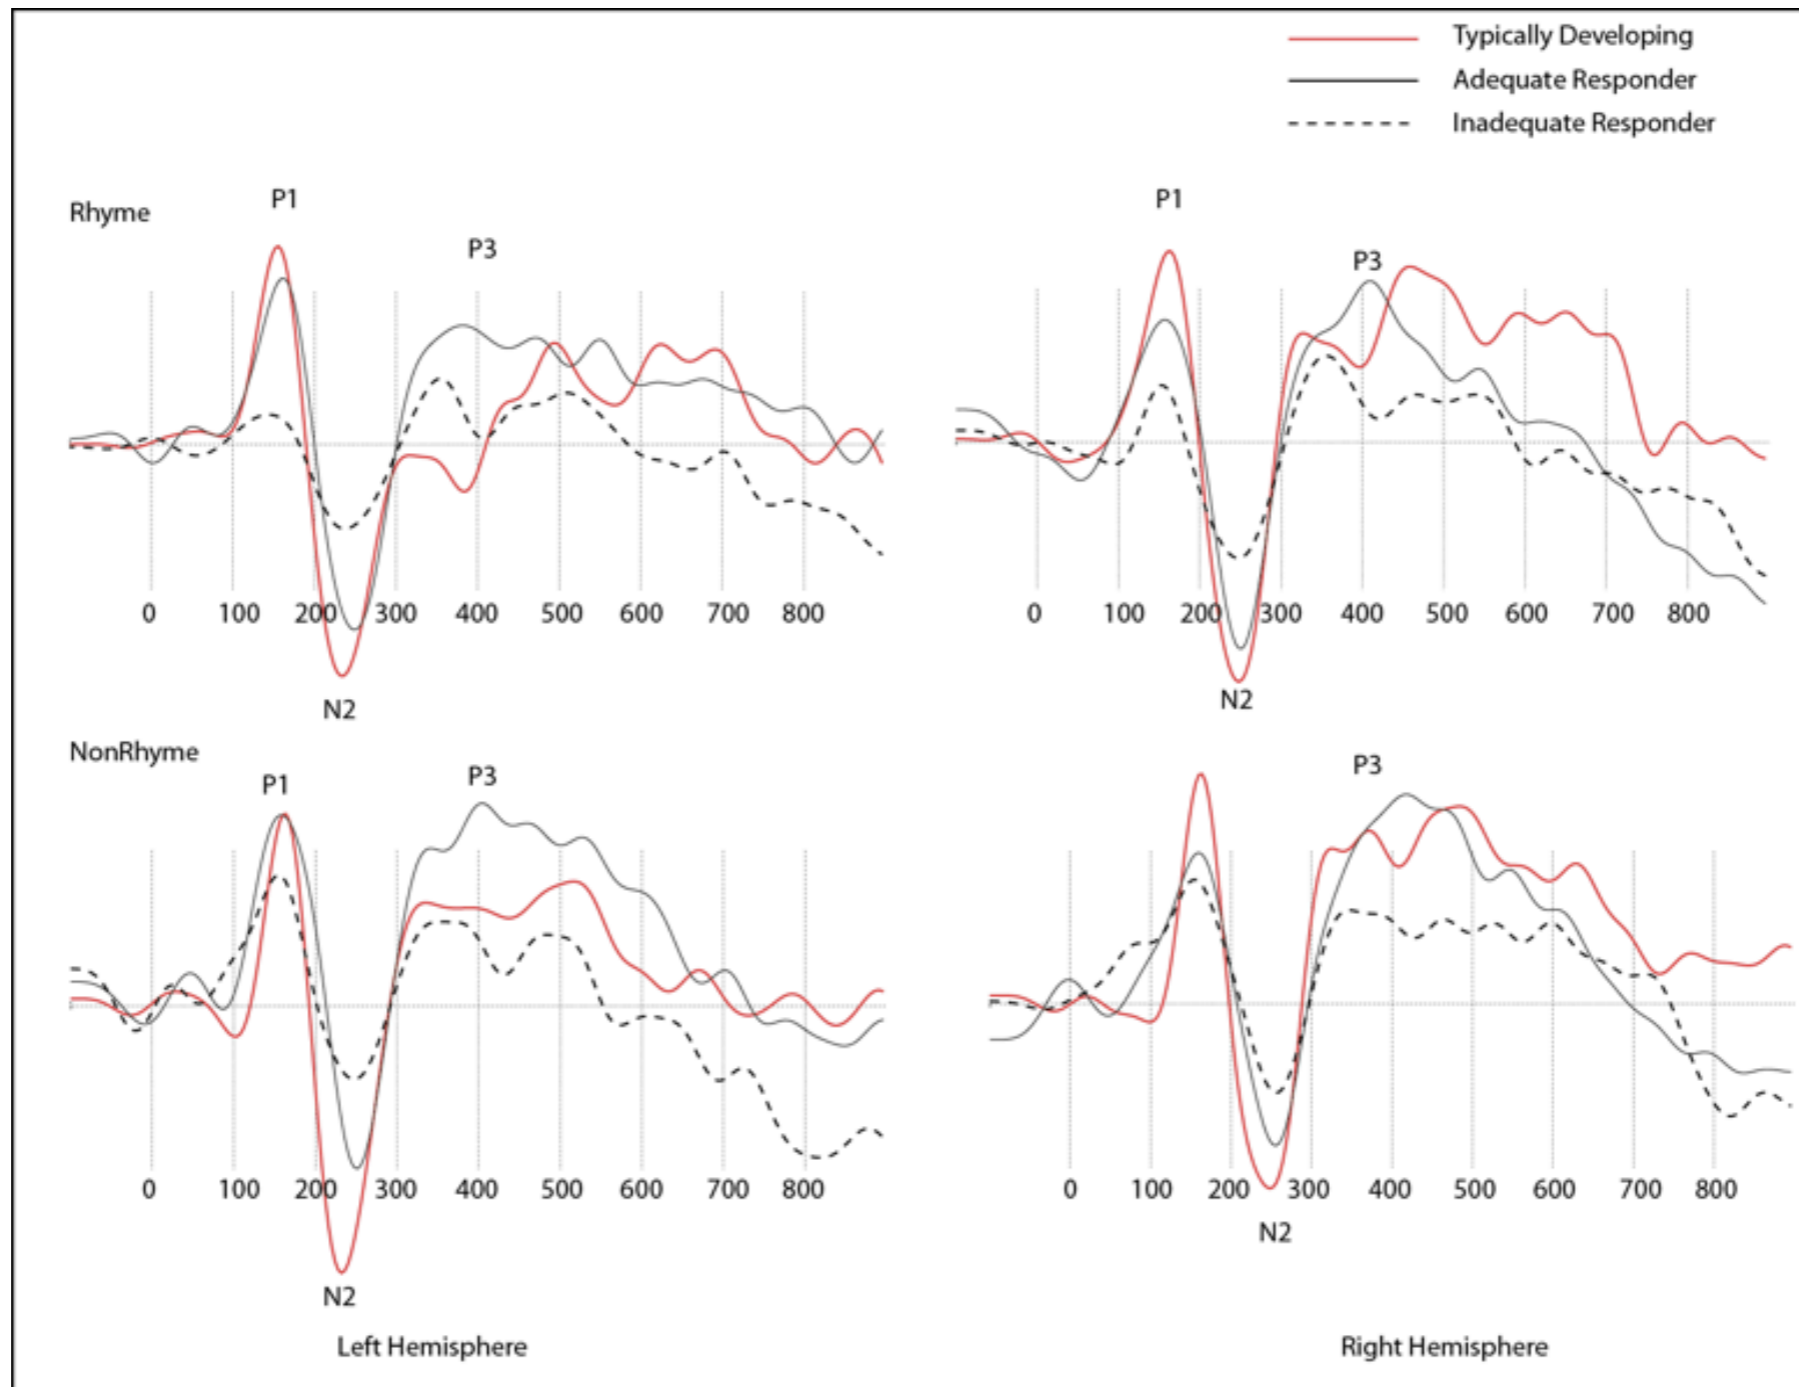 Typically Developing
Adequate Responder
Inadequate Responder
Rhyme
P1
P3
P1
P3
0 100 200 300 400 500 600 700 800
0 100 200 300 400 500 600 700 800
N2
N2
NonRhyme
P1
P3
P3
0 100 200 300 400 500 600 700 800
0 100 200 300 400 500 600 700 800
N2
N2
Left Hemisphere
Right Hemisphere